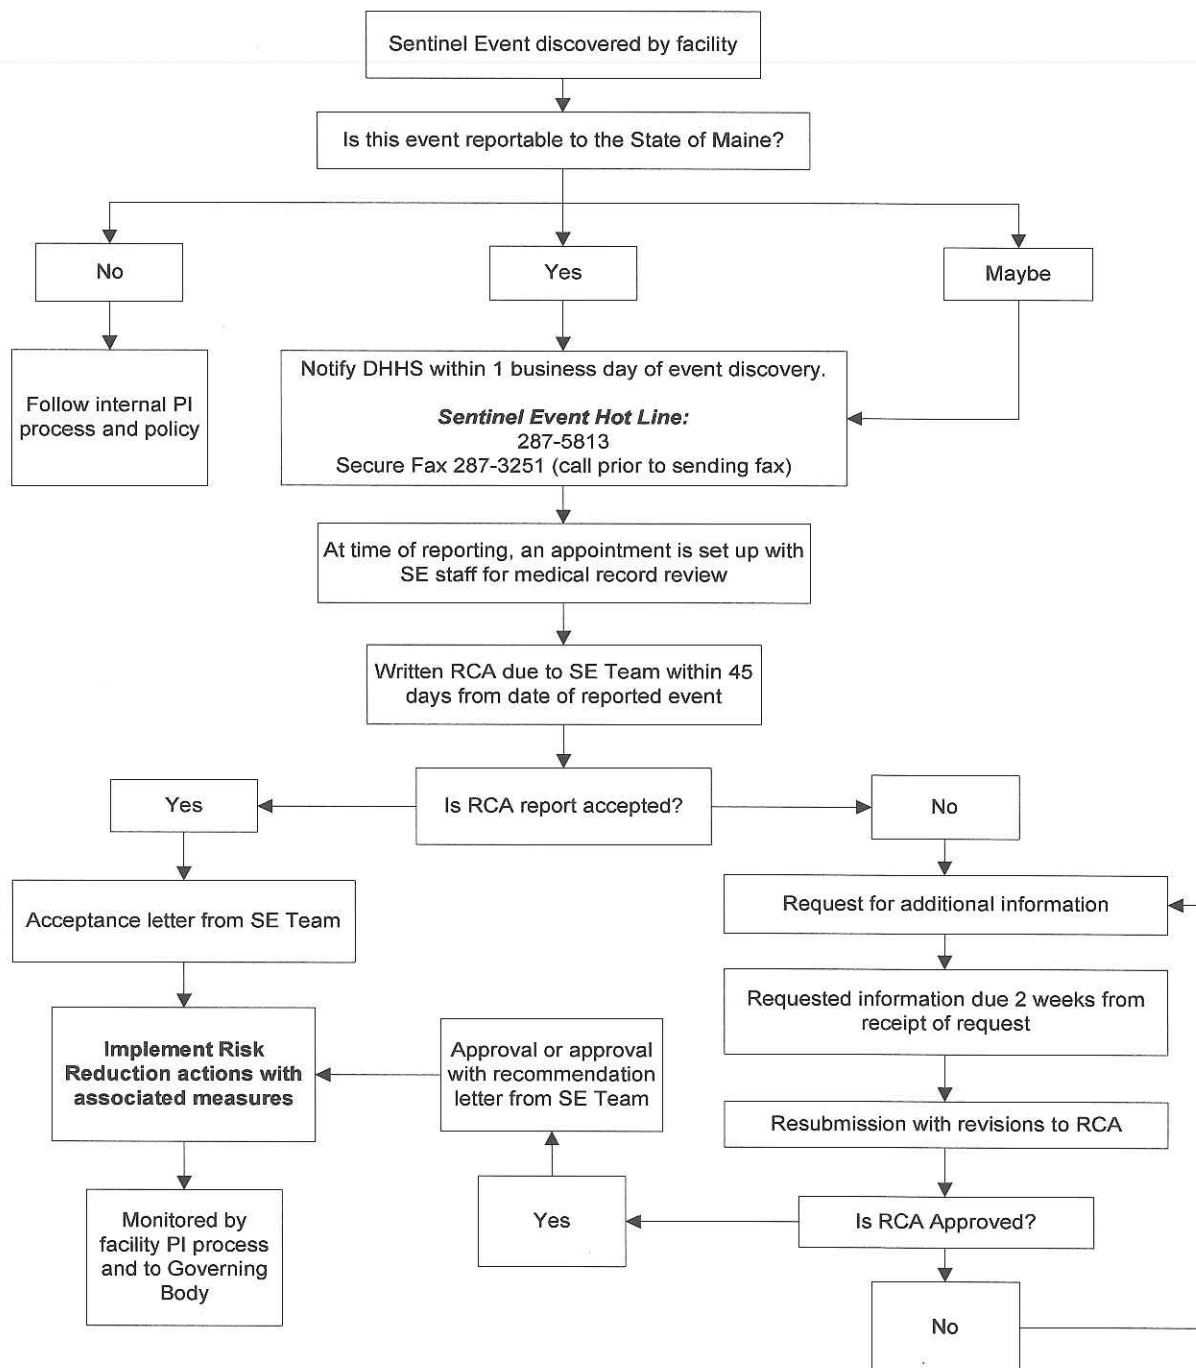 Sentinel Event discovered by facility
Is this event reportable to the State of Maine?
No
Yes
Maybe
Follow internal PI
process and policy
Notify DHHS within 1 business day of event discovery.
Sentinel Event Hot Line:
287-5813
Secure Fax 287-3251 (call prior to sending fax)
At time of reporting, an appointment is set up with
SE staff for medical record review
Written RCA due to SE Team within 45
days from date of reported event
Is RCA report accepted?
Yes
No
Acceptance letter from SE Team
Request for additional information
Requested information due 2 weeks from
receipt of request
Implement Risk
Reduction actions with
associated measures
Approval or approval
with recommendation
letter from SE Team
Resubmission with revisions to RCA
Is RCA Approved?
Yes
Monitored by
facility PI process
and to Governing
Body
No